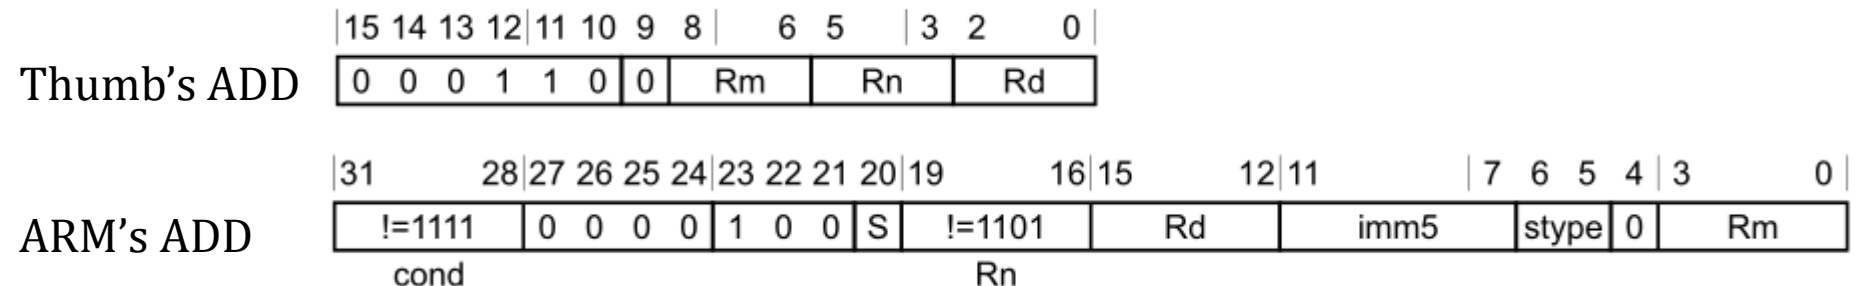 15 14 13 12 11 10 9 8 6 5 3 2 0
Thumb's ADD 0 0 0 1 1 0 0 Rm Rn Rd
31 28 27 26 25 24 23 22 21 20 19 16 15 12 11 7 6 5 4 3 0
ARM's ADD !=1111 0 0 0 0 1 0 0 S !=1101 Rd imm5 stype 0 Rm
cond Rn